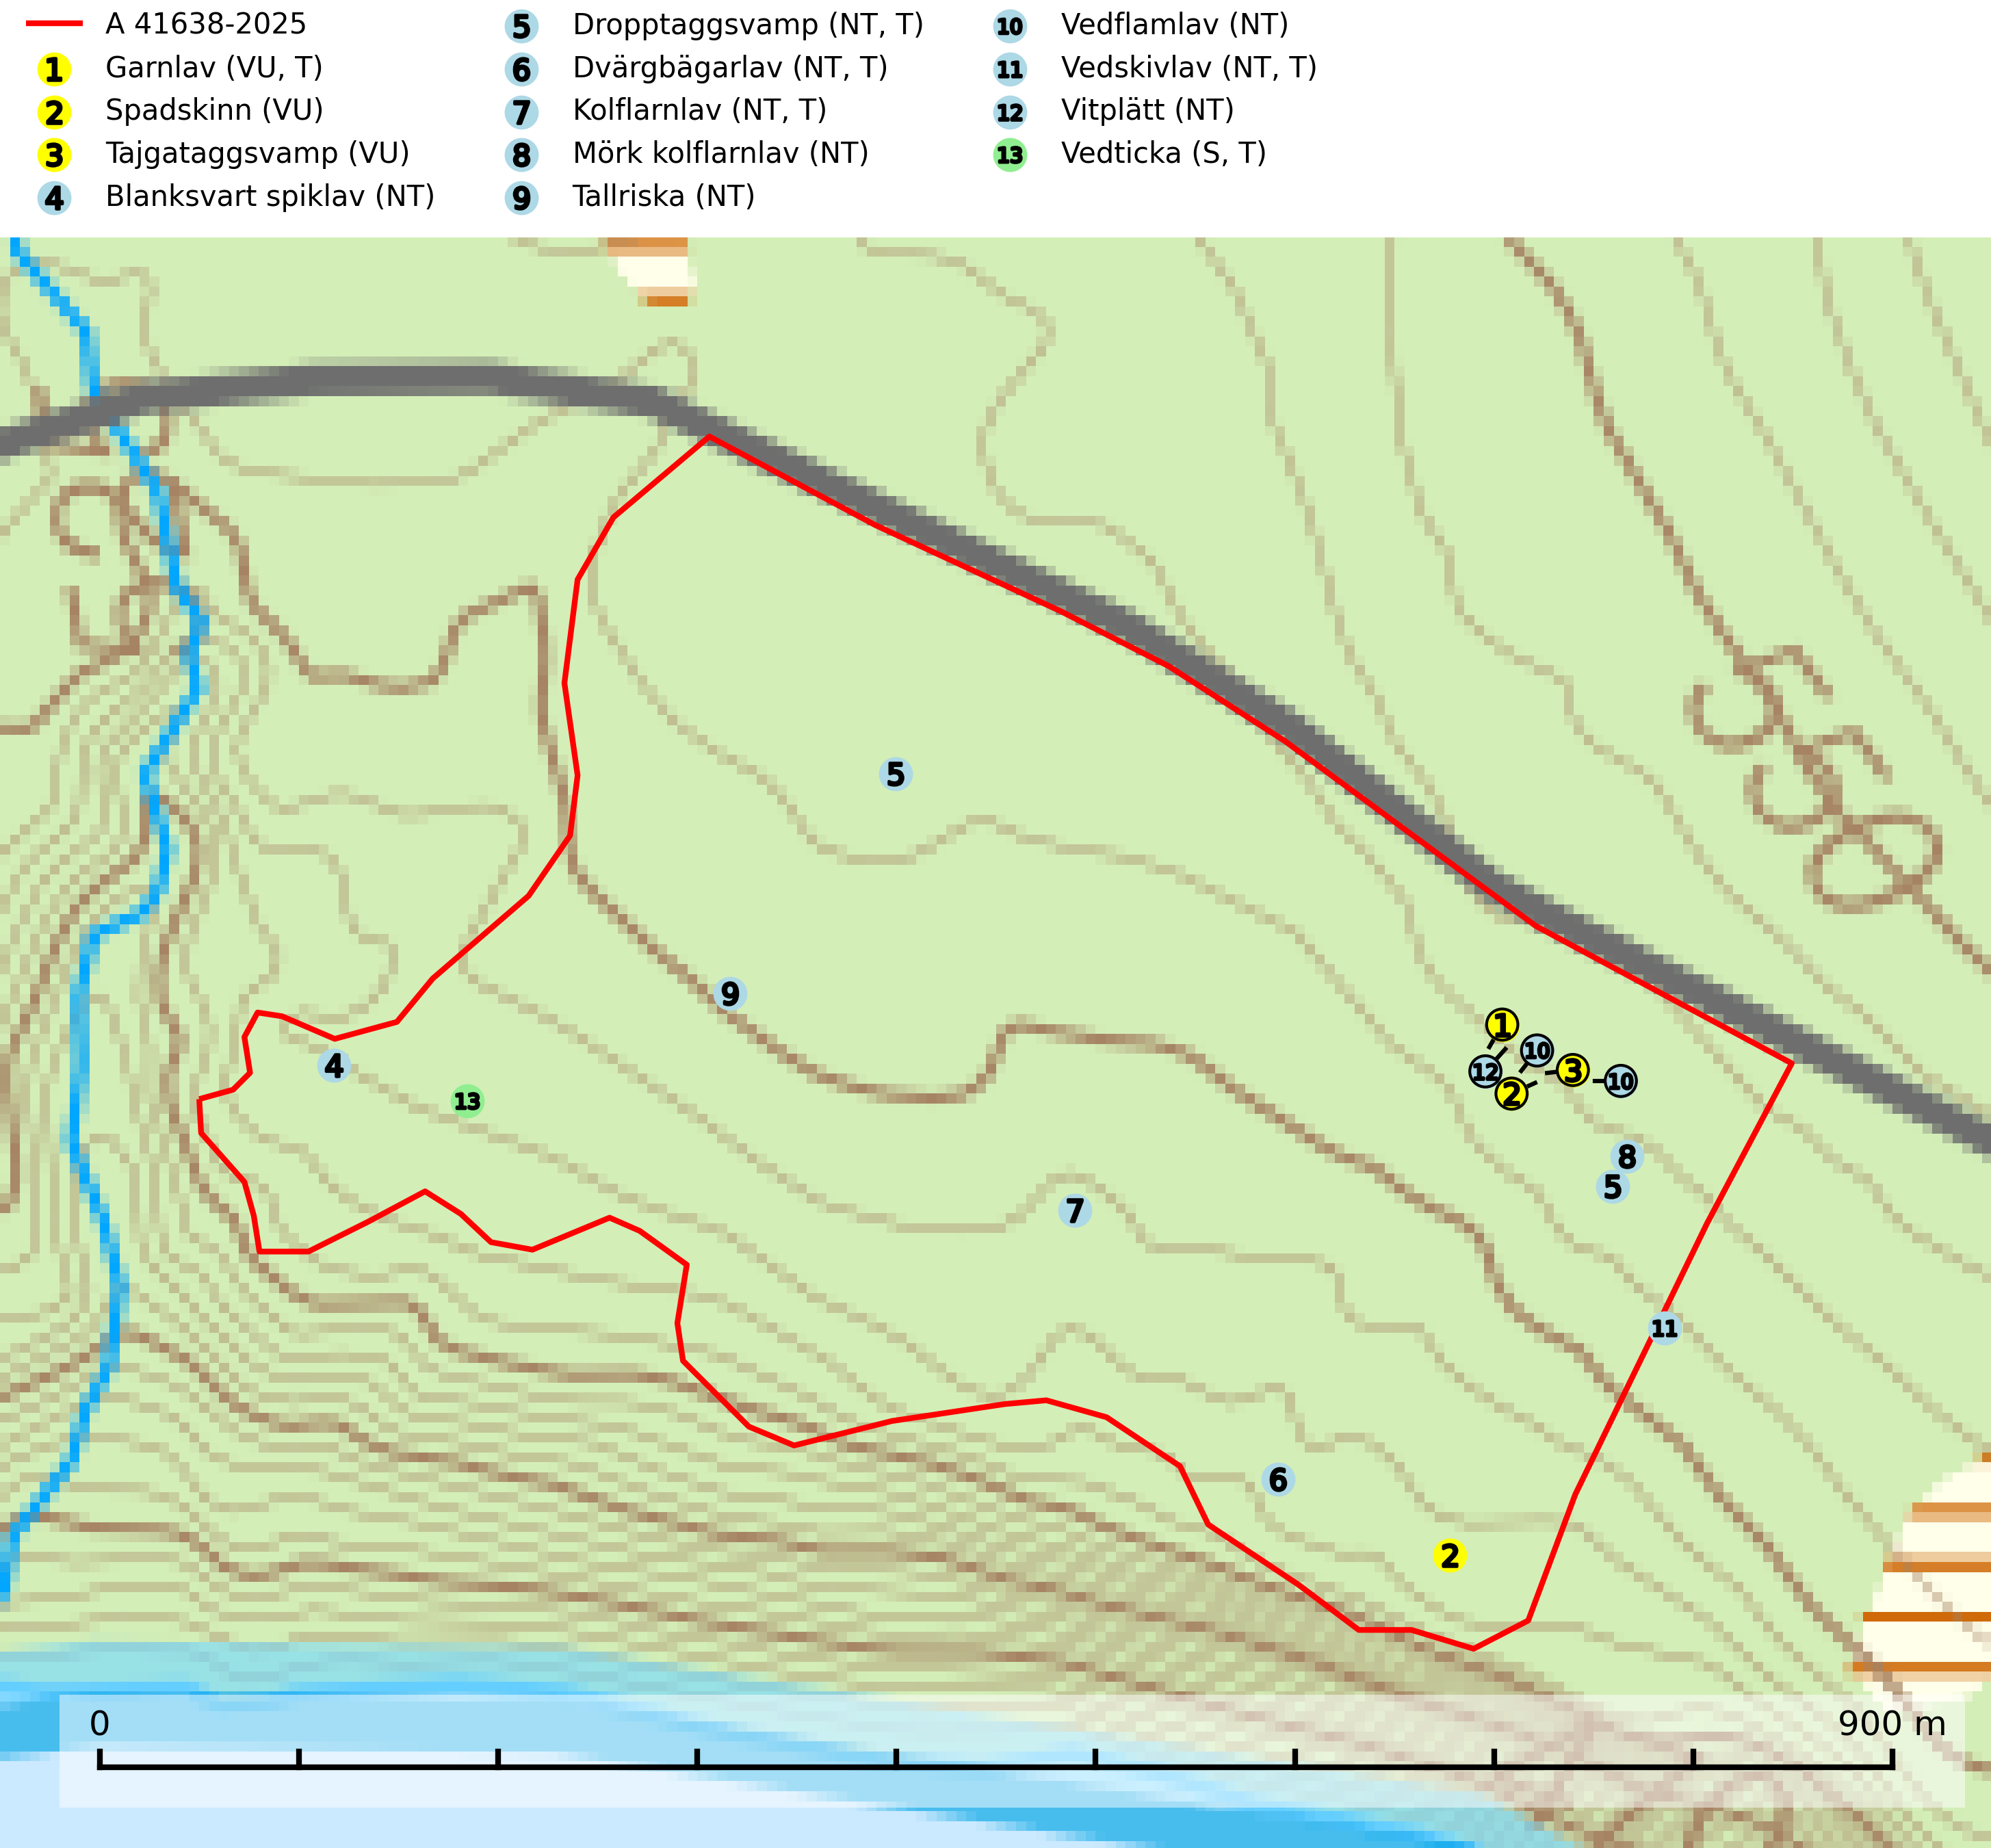 A 41638-2025
1 Garnlav (VU, T)
2 Spadskinn (VU)
3 Tajgataggsvamp (VU)
4 Blanksvart spiklav (NT)
5 Dropptaggsvamp (NT, T)
6 Dvärgbägarlav (NT, T)
7 Kolflarnlav (NT, T)
8 Mörk kolflarnlav (NT)
9 Tallriska (NT)
10 Vedflamlav (NT)
11 Vedskivlav (NT, T)
12 Vitplätt (NT)
13 Vedticka (S, T)
550
5
9
1
10
12
3
10
2
4
13
8
5
7
11
6
2
0
900 m